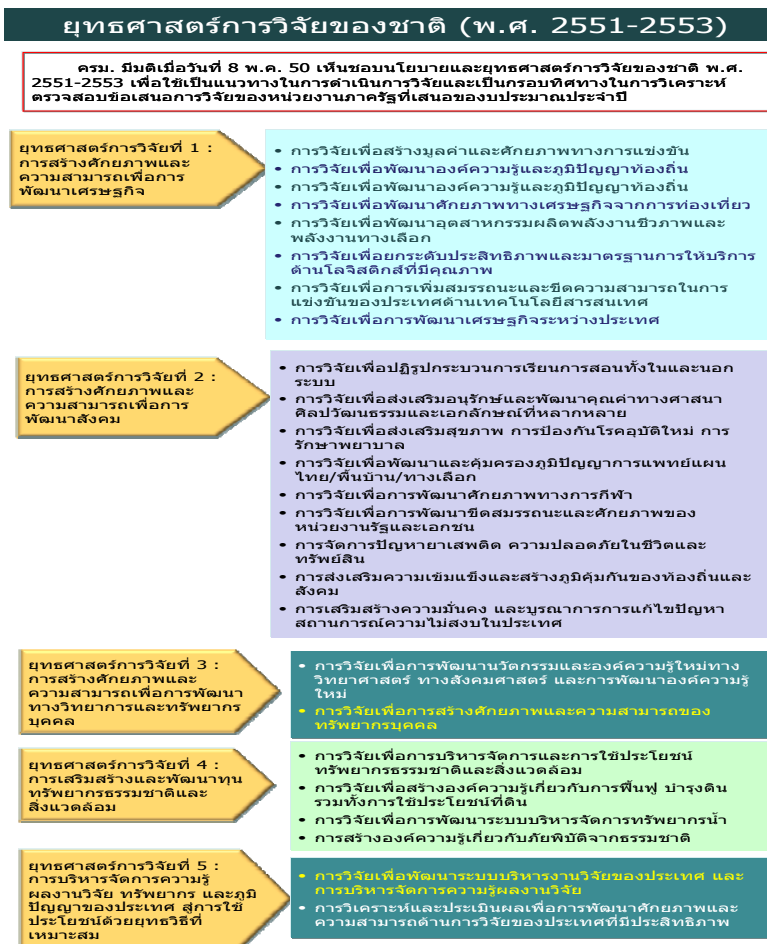 ยุทธศาสตร์การวิจัยของชาติ (พ.ศ. 2551-2553)
ครม. มีมติเมื่อวันที่ 8 พ.ค. 50 เห็นชอบนโยบายและยุทธศาสตร์การวิจัยของชาติ พ.ศ.
2551-2553 เพื่อใช้เป็นแนวทางในการดำเนินการวิจัยและเป็นกรอบทิศทางในการวิเคราะห์
ตรวจสอบข้อเสนอการวิจัยของหน่วยงานภาครัฐที่เสนอของบประมาณประจำปี
ยุทธศาสตร์การวิจัยที่ 1 :
การสร้างศักยภาพและ
ความสามารถเพื่อการ
พัฒนาเศรษฐกิจ
• การวิจัยเพื่อสร้างมูลค่าและศักยภาพทางการแข่งขัน
• การวิจัยเพื่อพัฒนาองค์ความรู้และภูมิปัญญาท้องถิ่น
• การวิจัยเพื่อพัฒนาองค์ความรู้และภูมิปัญญาท้องถิ่น
• การวิจัยเพื่อพัฒนาศักยภาพทางเศรษฐกิจจากการท่องเที่ยว
• การวิจัยเพื่อพัฒนาอุตสาหกรรมผลิตพลังงานชีวภาพและ
พลังงานทางเลือก
• การวิจัยเพื่อยกระดับประสิทธิภาพและมาตรฐานการให้บริการ
ด้านโลจิสติกส์ที่มีคุณภาพ
• การวิจัยเพื่อการเพิ่มสมรรถนะและขีดความสามารถในการ
แข่งขันของประเทศด้านเทคโนโลยีสารสนเทศ
• การวิจัยเพื่อการพัฒนาเศรษฐกิจระหว่างประเทศ
ยุทธศาสตร์การวิจัยที่ 2 :
การสร้างศักยภาพและ
ความสามารถเพื่อการ
พัฒนาสังคม
• การวิจัยเพื่อปฏิรูปกระบวนการเรียนการสอนทั้งในและนอก
ระบบ
• การวิจัยเพื่อส่งเสริมอนุรักษ์และพัฒนาคุณค่าทางศาสนา
ศิลปวัฒนธรรมและเอกลักษณ์ที่หลากหลาย
• การวิจัยเพื่อส่งเสริมสุขภาพ การป้องกันโรคอุบัติใหม่ การ
รักษาพยาบาล
• การวิจัยเพื่อพัฒนาและคุ้มครองภูมิปัญญาการแพทย์แผน
ไทย/พื้นบ้าน/ทางเลือก
• การวิจัยเพื่อการพัฒนาศักยภาพทางการกีฬา
• การวิจัยเพื่อการพัฒนาขีดสมรรถนะและศักยภาพของ
หน่วยงานรัฐและเอกชน
• การจัดการปัญหายาเสพติด ความปลอดภัยในชีวิตและ
ทรัพย์สิน
• การส่งเสริมความเข้มแข็งและสร้างภูมิคุ้มกันของท้องถิ่นและ
สังคม
• การเสริมสร้างความมั่นคง และบูรณาการการแก้ไขปัญหา
สถานการณ์ความไม่สงบในประเทศ
ยุทธศาสตร์การวิจัยที่ 3 :
การสร้างศักยภาพและ
ความสามารถเพื่อการพัฒนา
ทางวิทยาการและทรัพยากร
บุคคล
• การวิจัยเพื่อการพัฒนานวัตกรรมและองค์ความรู้ใหม่ทาง
วิทยาศาสตร์ ทางสังคมศาสตร์ และการพัฒนาองค์ความรู้
ใหม่
• การวิจัยเพื่อการสร้างศักยภาพและความสามารถของ
ทรัพยากรบุคคล
ยุทธศาสตร์การวิจัยที่ 4 :
การเสริมสร้างและพัฒนาทุน
ทรัพยากรธรรมชาติและ
สิ่งแวดล้อม
• การวิจัยเพื่อการบริหารจัดการและการใช้ประโยชน์
ทรัพยากรธรรมชาติและสิ่งแวดล้อม
• การวิจัยเพื่อสร้างองค์ความรู้เกี่ยวกับการฟื้นฟู บำรุงดิน
รวมทั้งการใช้ประโยชน์ที่ดิน
• การวิจัยเพื่อการพัฒนาระบบบริหารจัดการทรัพยากรน้ำ
• การสร้างองค์ความรู้เกี่ยวกับภัยพิบัติจากธรรมชาติ
ยุทธศาสตร์การวิจัยที่ 5 :
การบริหารจัดการความรู้
ผลงานวิจัย ทรัพยากร และภูมิ
ปัญญาของประเทศ สู่การใช้
ประโยชน์ด้วยยุทธวิธีที่
เหมาะสม
• การวิจัยเพื่อพัฒนาระบบบริหารงานวิจัยของประเทศ และ
การบริหารจัดการความรู้ผลงานวิจัย
• การวิเคราะห์และประเมินผลเพื่อการพัฒนาศักยภาพและ
ความสามารถด้านการวิจัยของประเทศที่มีประสิทธิภาพ